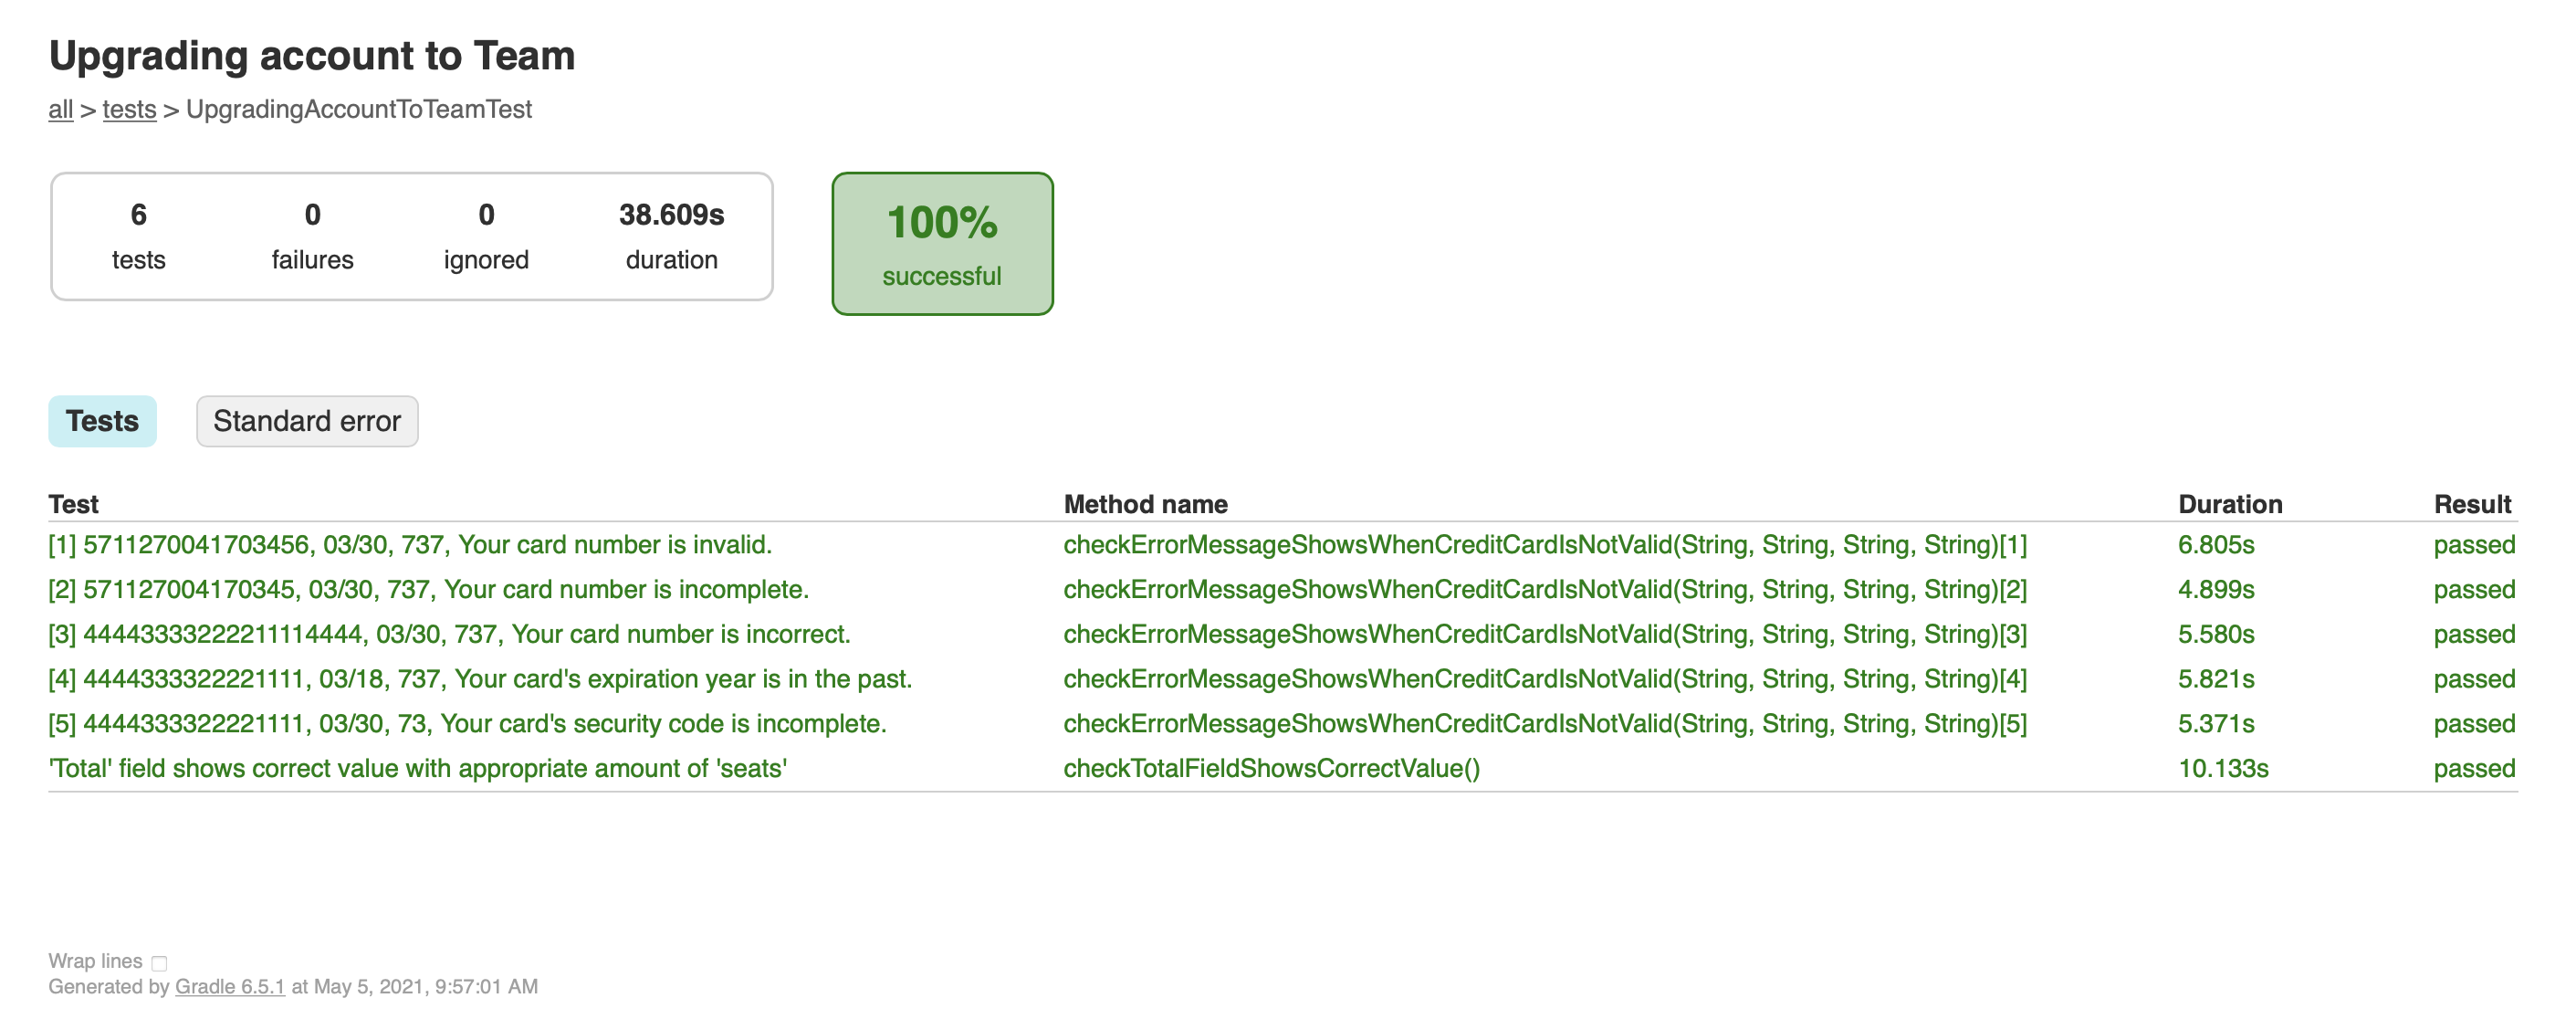 Upgrading account to Team
all > tests > UpgradingAccountToTeamTest
6 0 0 38.609s
tests failures ignored duration
100%
successful
Tests Standard error
Test Method name Duration Result
[1] 5711270041703456, 03/30, 737, Your card number is invalid. checkErrorMessageShowsWhenCreditCardIsNotValid(String, String, String, String)[1] 6.805s passed
[2] 571127004170345, 03/30, 737, Your card number is incomplete. checkErrorMessageShowsWhenCreditCardIsNotValid(String, String, String, String)[2] 4.899s passed
[3] 44443333222211114444, 03/30, 737, Your card number is incorrect. checkErrorMessageShowsWhenCreditCardIsNotValid(String, String, String, String)[3] 5.580s passed
[4] 4444333322221111, 03/18, 737, Your card's expiration year is in the past. checkErrorMessageShowsWhenCreditCardIsNotValid(String, String, String, String)[4] 5.821s passed
[5] 4444333322221111, 03/30, 73, Your card's security code is incomplete. checkErrorMessageShowsWhenCreditCardIsNotValid(String, String, String, String)[5] 5.371s passed
'Total' field shows correct value with appropriate amount of 'seats' checkTotalFieldShowsCorrectValue() 10.133s passed
Wrap lines
Generated by Gradle 6.5.1 at May 5, 2021, 9:57:01 AM